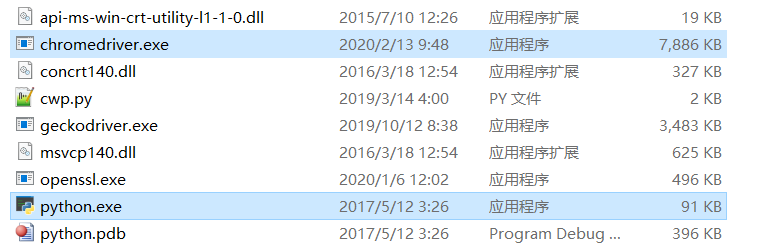 api-ms-win-crt-utility-l1-1-0.dll 2015/7/10 12:26 应用程序扩展 19 KB
chromedriver.exe 2020/2/13 9:48 应用程序 7,886 KB
concrt140.dll 2016/3/18 12:54 应用程序扩展 327 KB
cwp.py 2019/3/14 4:00 PY 文件 2 KB
geckodriver.exe 2019/10/12 8:38 应用程序 3,483 KB
msvcp140.dll 2016/3/18 12:54 应用程序扩展 625 KB
openssl.exe 2020/1/6 12:02 应用程序 496 KB
python.exe 2017/5/12 3:26 应用程序 91 KB
python.pdb 2017/5/12 3:26 Program Debug ... 396 KB